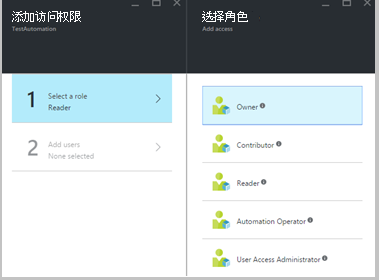 添加访问权限
TestAutomation
1
Select a role
Reader
2
Add users
None selected
选择角色
Add access
Owner
Contributor
Reader
Automation Operator
User Access Administrator